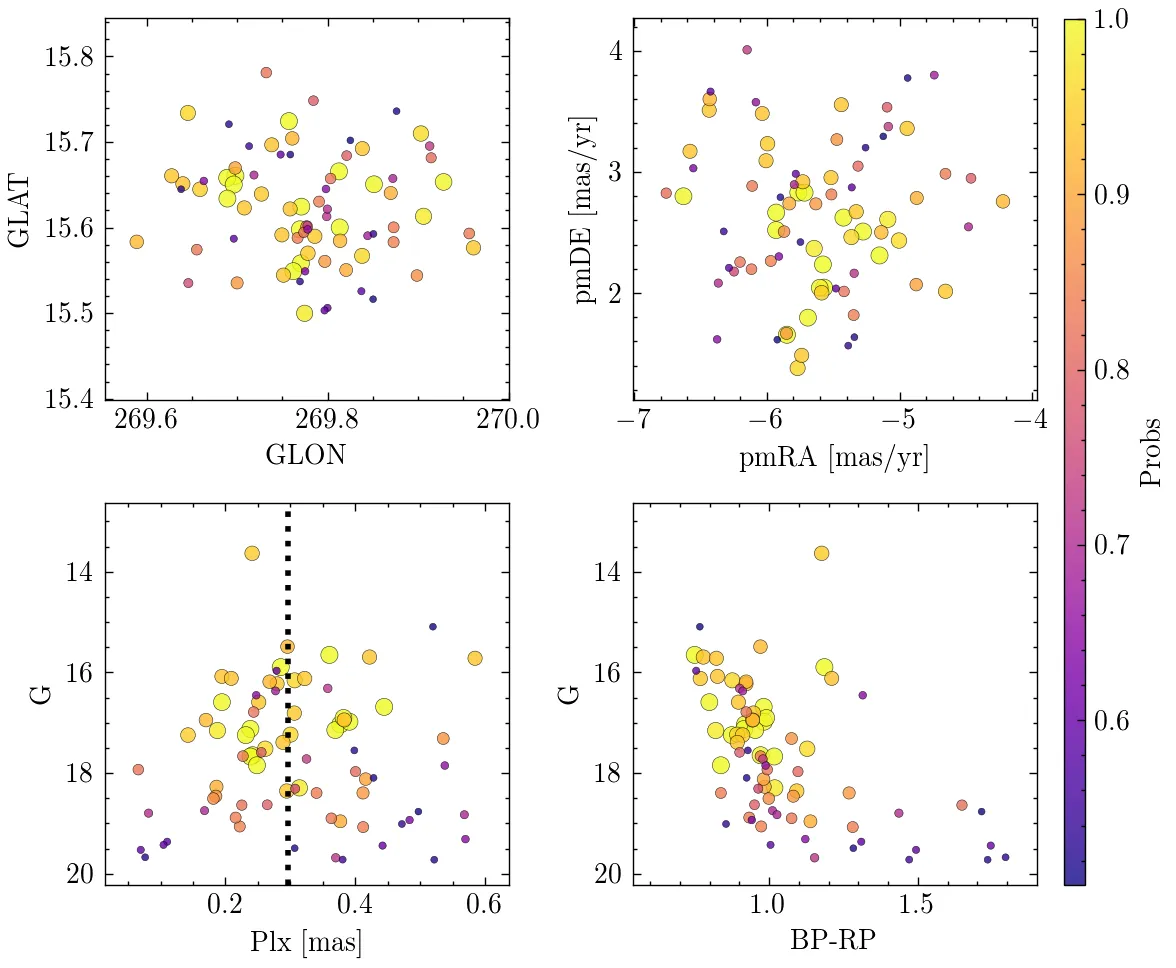 15.8
15.7
15.6
15.5
15.4
GLAT
269.6 269.8 270.0
GLON
4
3
2
pmDE [mas/yr]
−7 −6 −5 −4
pmRA [mas/yr]
1.0
0.9
0.8
0.7
0.6
Probs
14
16
18
20
G
0.2 0.4 0.6
Plx [mas]
14
16
18
20
G
1.0 1.5
BP-RP